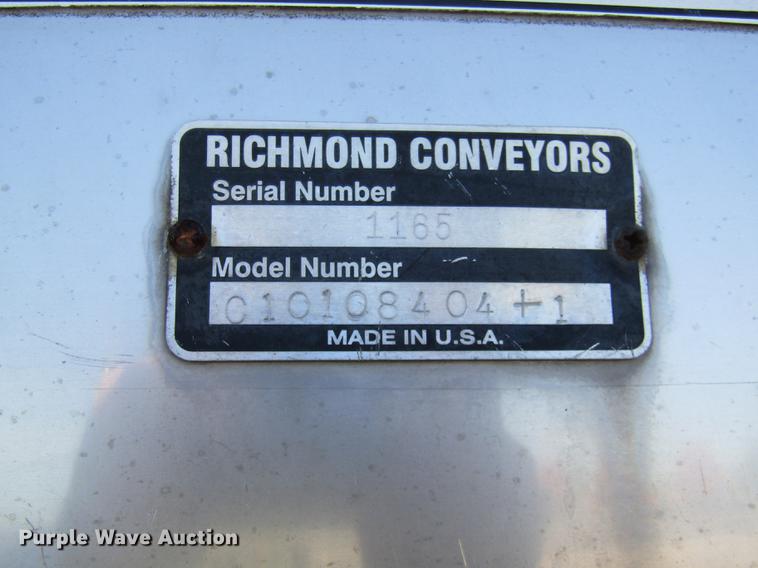 RICHMOND CONVEYORS
Serial Number
1165
Model Number
C10108404+1
MADE IN U.S.A.
Purple Wave Auction